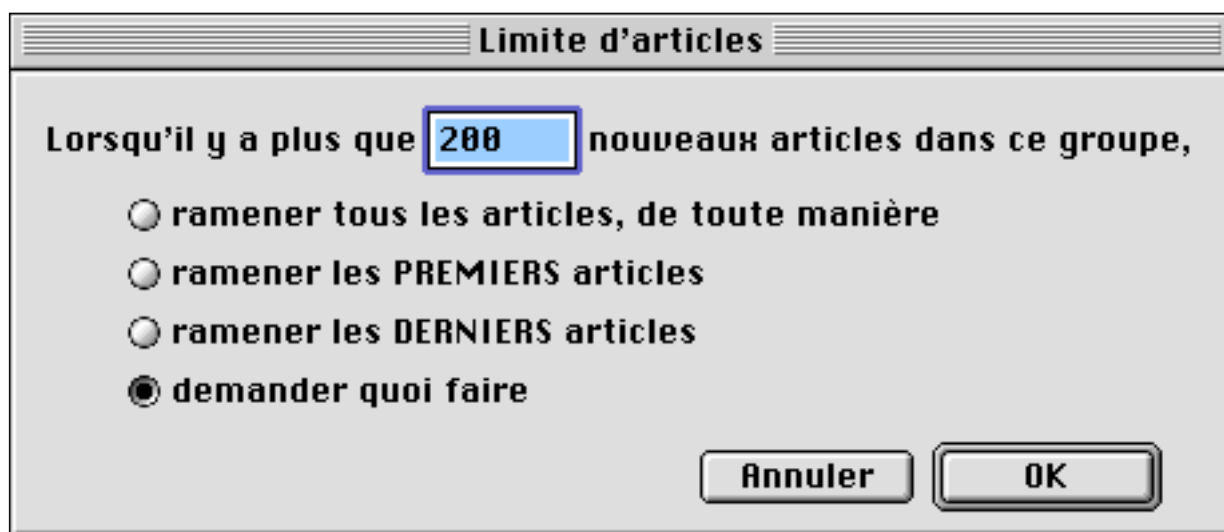 Limite d'articles
Lorsqu'il y a plus que 200 nouveaux articles dans ce groupe,
ramener tous les articles, de toute manière
ramener les PREMIERS articles
ramener les DERNIERS articles
demander quoi faire
Annuler OK